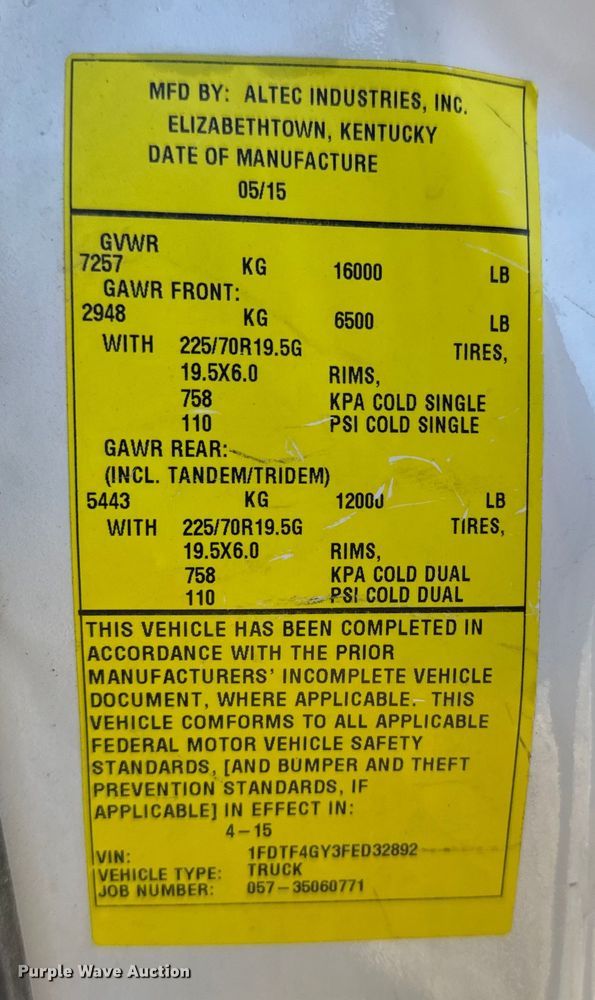 MFD BY: ALTEC INDUSTRIES, INC.
ELIZABETHTOWN, KENTUCKY
DATE OF MANUFACTURE
05/15
GVWR
7257 KG 16000 LB
GAWR FRONT:
2948 KG 6500 LB
WITH 225/70R19.5G TIRES,
19.5X6.0 RIMS,
758 KPA COLD SINGLE
110 PSI COLD SINGLE
GAWR REAR:
(INCL. TANDEM/TRIDEM)
5443 KG 12000 LB
WITH 225/70R19.5G TIRES,
19.5X6.0 RIMS,
758 KPA COLD DUAL
110 PSI COLD DUAL
THIS VEHICLE HAS BEEN COMPLETED IN
ACCORDANCE WITH THE PRIOR
MANUFACTURERS' INCOMPLETE VEHICLE
DOCUMENT, WHERE APPLICABLE. THIS
VEHICLE COMFORMS TO ALL APPLICABLE
FEDERAL MOTOR VEHICLE SAFETY
STANDARDS, [AND BUMPER AND THEFT
PREVENTION STANDARDS, IF
APPLICABLE] IN EFFECT IN:
4-15
VIN: 1FDTF4GY3FED32892
VEHICLE TYPE: TRUCK
JOB NUMBER: 057-35060771
Purple Wave Auction